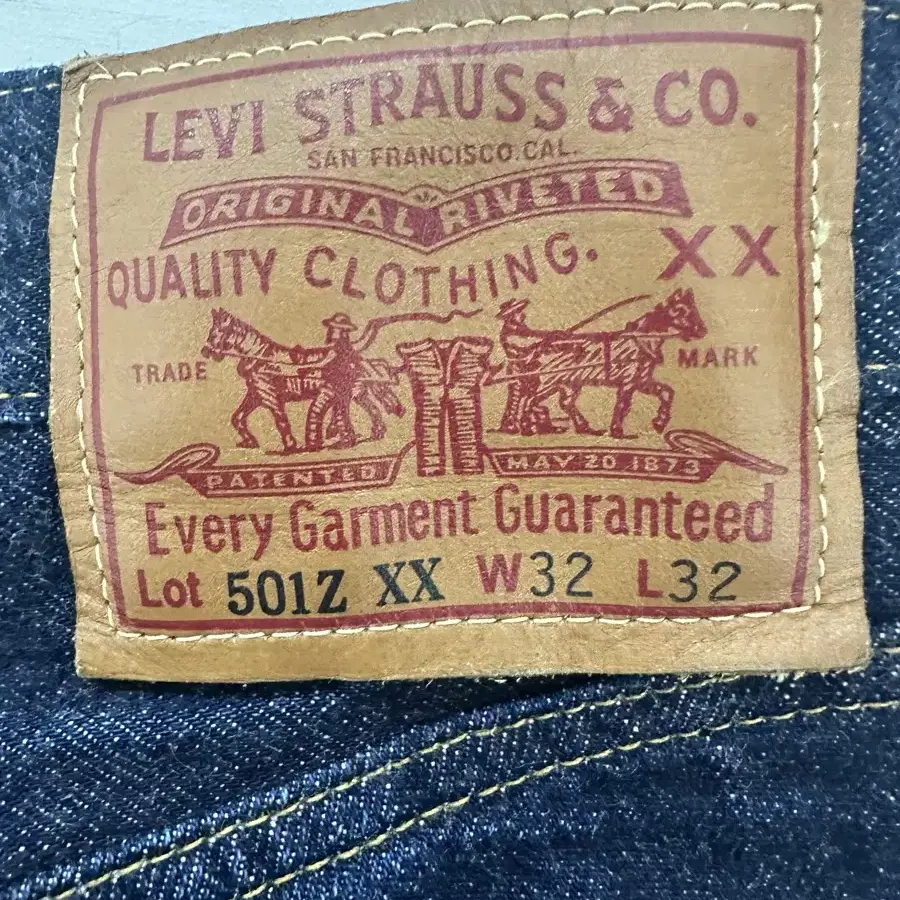 LEVI STRAUSS & CO.
SAN FRANCISCO. CAL.
ORIGINAL RIVETED
QUALITY CLOTHING. XX
TRADE MARK
PATENTED MAY 20 1873
Every Garment Guaranteed
Lot 501Z XX W32 L32